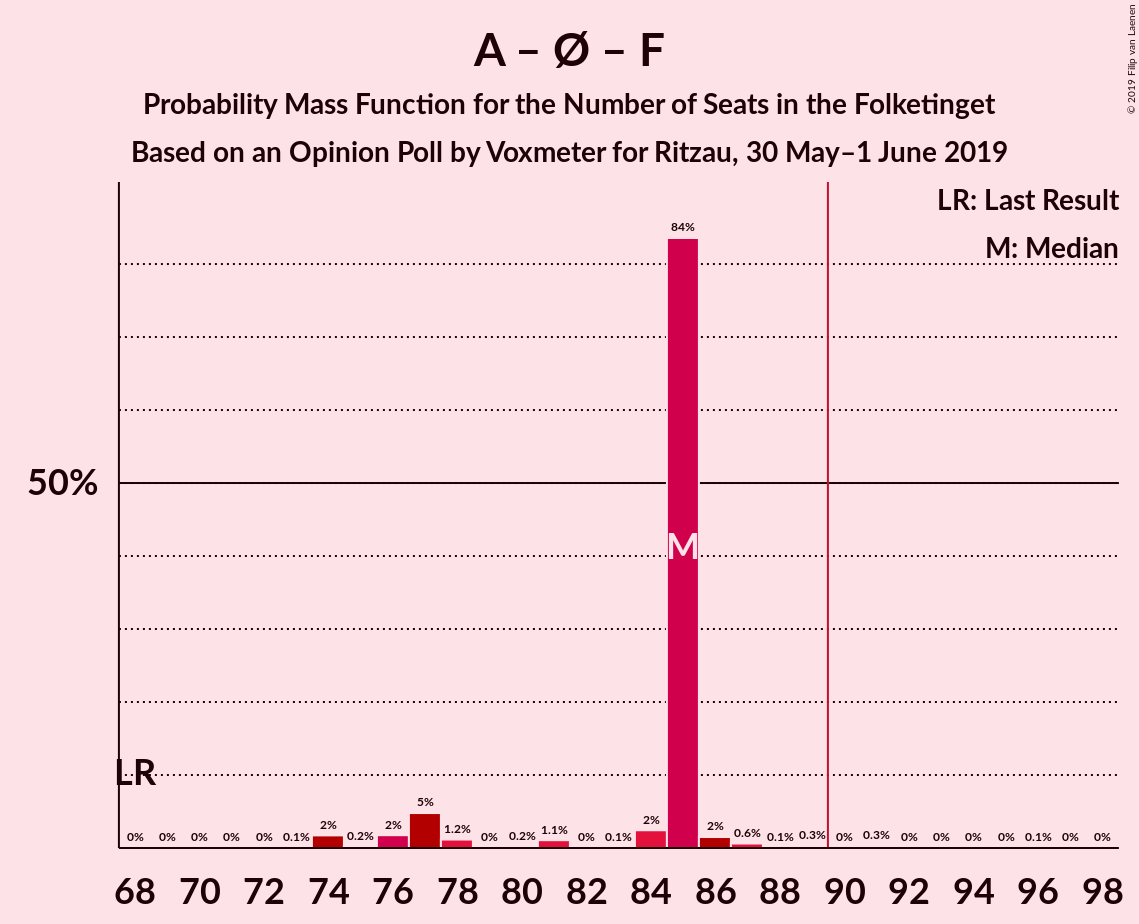 A – Ø – F
Probability Mass Function for the Number of Seats in the Folketinget
Based on an Opinion Poll by Voxmeter for Ritzau, 30 May–1 June 2019
© 2019 Filip van Laenen
LR: Last Result
M: Median
84%
50%
M
LR
0% 0% 0% 0% 0% 0.1% 2% 0.2% 2% 5% 1.2% 0% 0.2% 1.1% 0% 0.1% 2% 2% 0.6% 0.1% 0.3% 0% 0.3% 0% 0% 0% 0% 0.1% 0% 0%
68 70 72 74 76 78 80 82 84 86 88 90 92 94 96 98